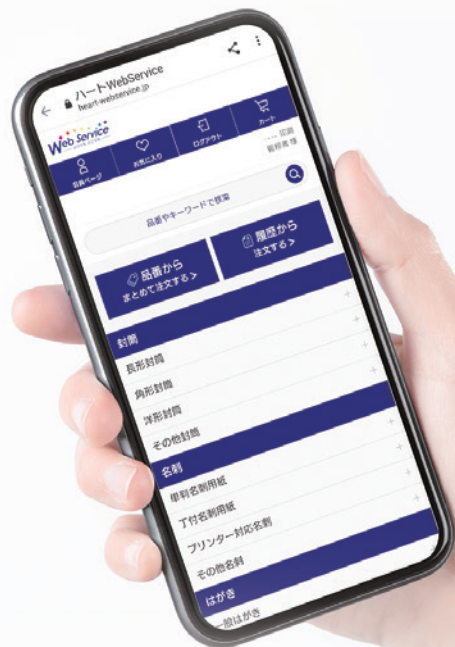 ハートWebService
heart-webservice.jp
Web Service
会員ページ
お気に入り
ログアウト
カート
印刷
管理者 様
品番やキーワードで検索
品番から
まとめて注文する >
履歴から
注文する >
封筒
長形封筒
角形封筒
洋形封筒
その他封筒
名刺
単料名刺用紙
丁付名刺用紙
プリンター対応名刺
その他名刺
はがき
一般はがき